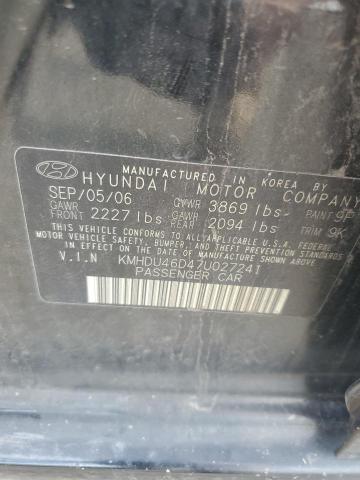 MANUFACTURED IN KOREA
HYUNDAI MOTOR COMPANY
SEP/05/06 GVWR 3869 lbs PAINT
GAWR FRONT 2227 lbs GAWR REAR 2094 lbs TRIM 9K
THIS VEHICLE CONFORMS TO ALL APPLICABLE U.S.A. FEDERAL
MOTOR VEHICLE SAFETY, BUMPER, AND THEFT PREVENTION
STANDARDS IN EFFECT ON THE DATE OF MANUFACTURE SHOWN ABOVE.
V.I.N KMHDU46D47U027241
PASSENGER CAR